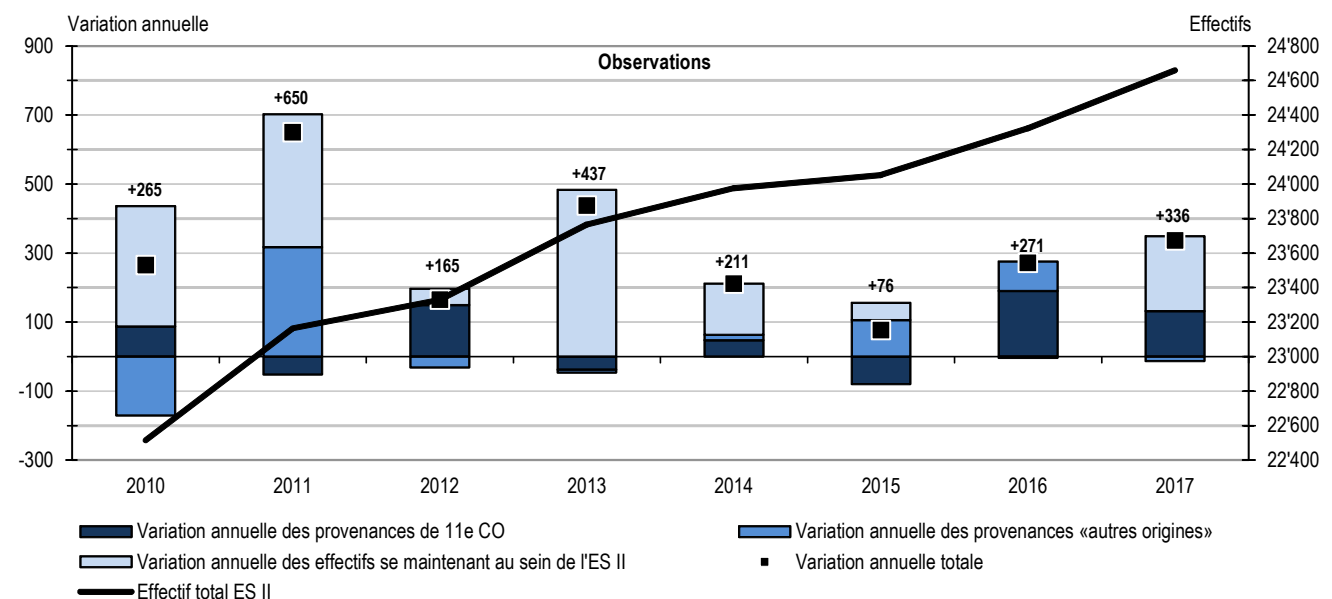 Variation annuelle Effectifs
Observations
900 24'800
24'600
700 24'400
24'200
500 24'000
23'800
300 23'600
23'400
100 23'200
23'000
-100 22'800
22'600
-300 22'400
+265 +650 +165 +437 +211 +76 +271 +336
2010 2011 2012 2013 2014 2015 2016 2017
Variation annuelle des provenances de 11e CO Variation annuelle des provenances «autres origines»
Variation annuelle des effectifs se maintenant au sein de l'ES II Variation annuelle totale
Effectif total ES II